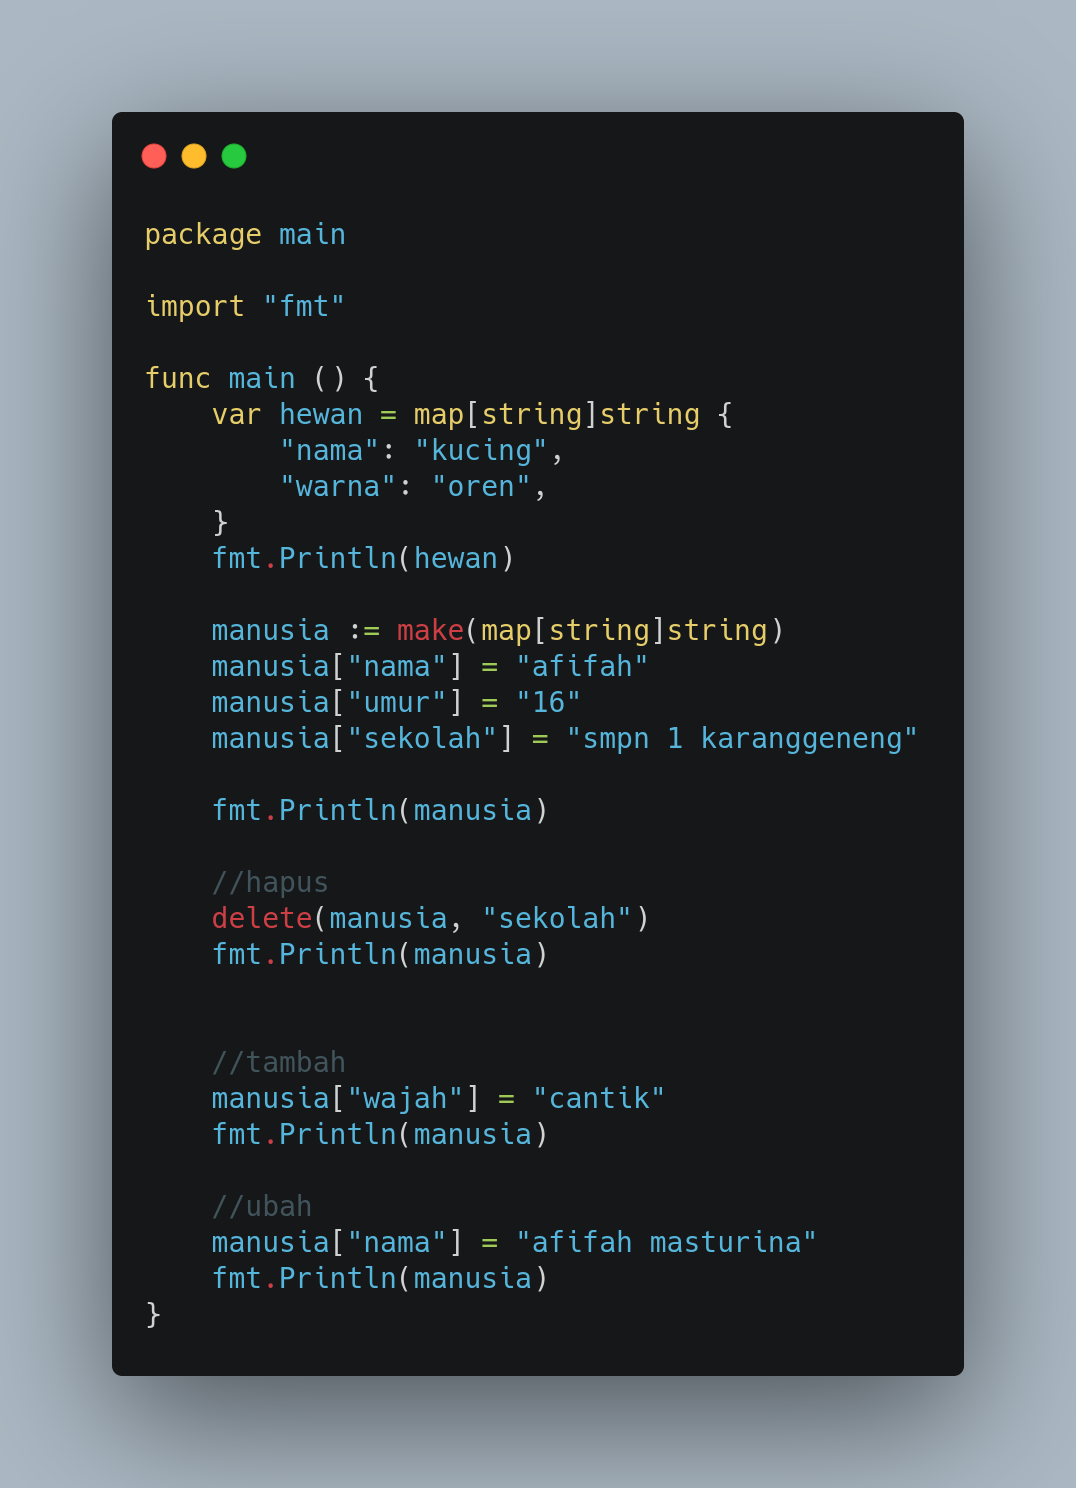 package main

import "fmt"

func main () {
    var hewan = map[string]string {
        "nama": "kucing",
        "warna": "oren",
    }
    fmt.Println(hewan)

    manusia := make(map[string]string)
    manusia["nama"] = "afifah"
    manusia["umur"] = "16"
    manusia["sekolah"] = "smpn 1 karanggeneng"

    fmt.Println(manusia)

    //hapus
    delete(manusia, "sekolah")
    fmt.Println(manusia)


    //tambah
    manusia["wajah"] = "cantik"
    fmt.Println(manusia)

    //ubah
    manusia["nama"] = "afifah masturina"
    fmt.Println(manusia)
}